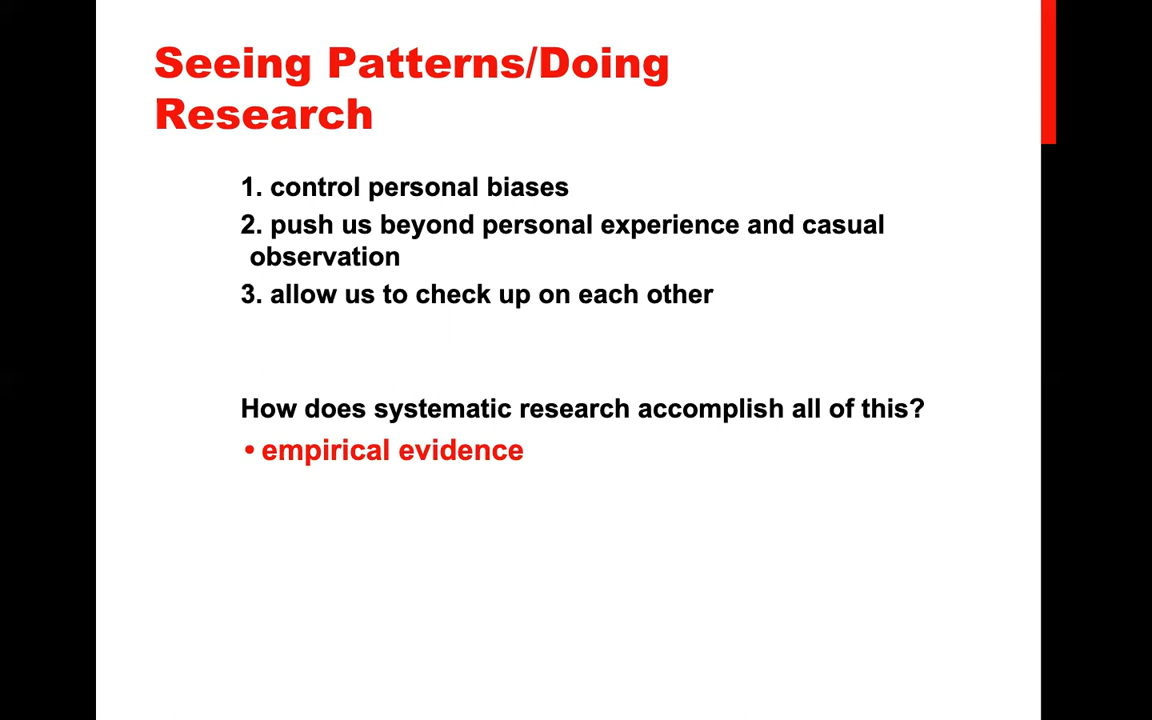 Seeing Patterns/Doing
Research
1. control personal biases
2. push us beyond personal experience and casual
observation
3. allow us to check up on each other
How does systematic research accomplish all of this?
• empirical evidence